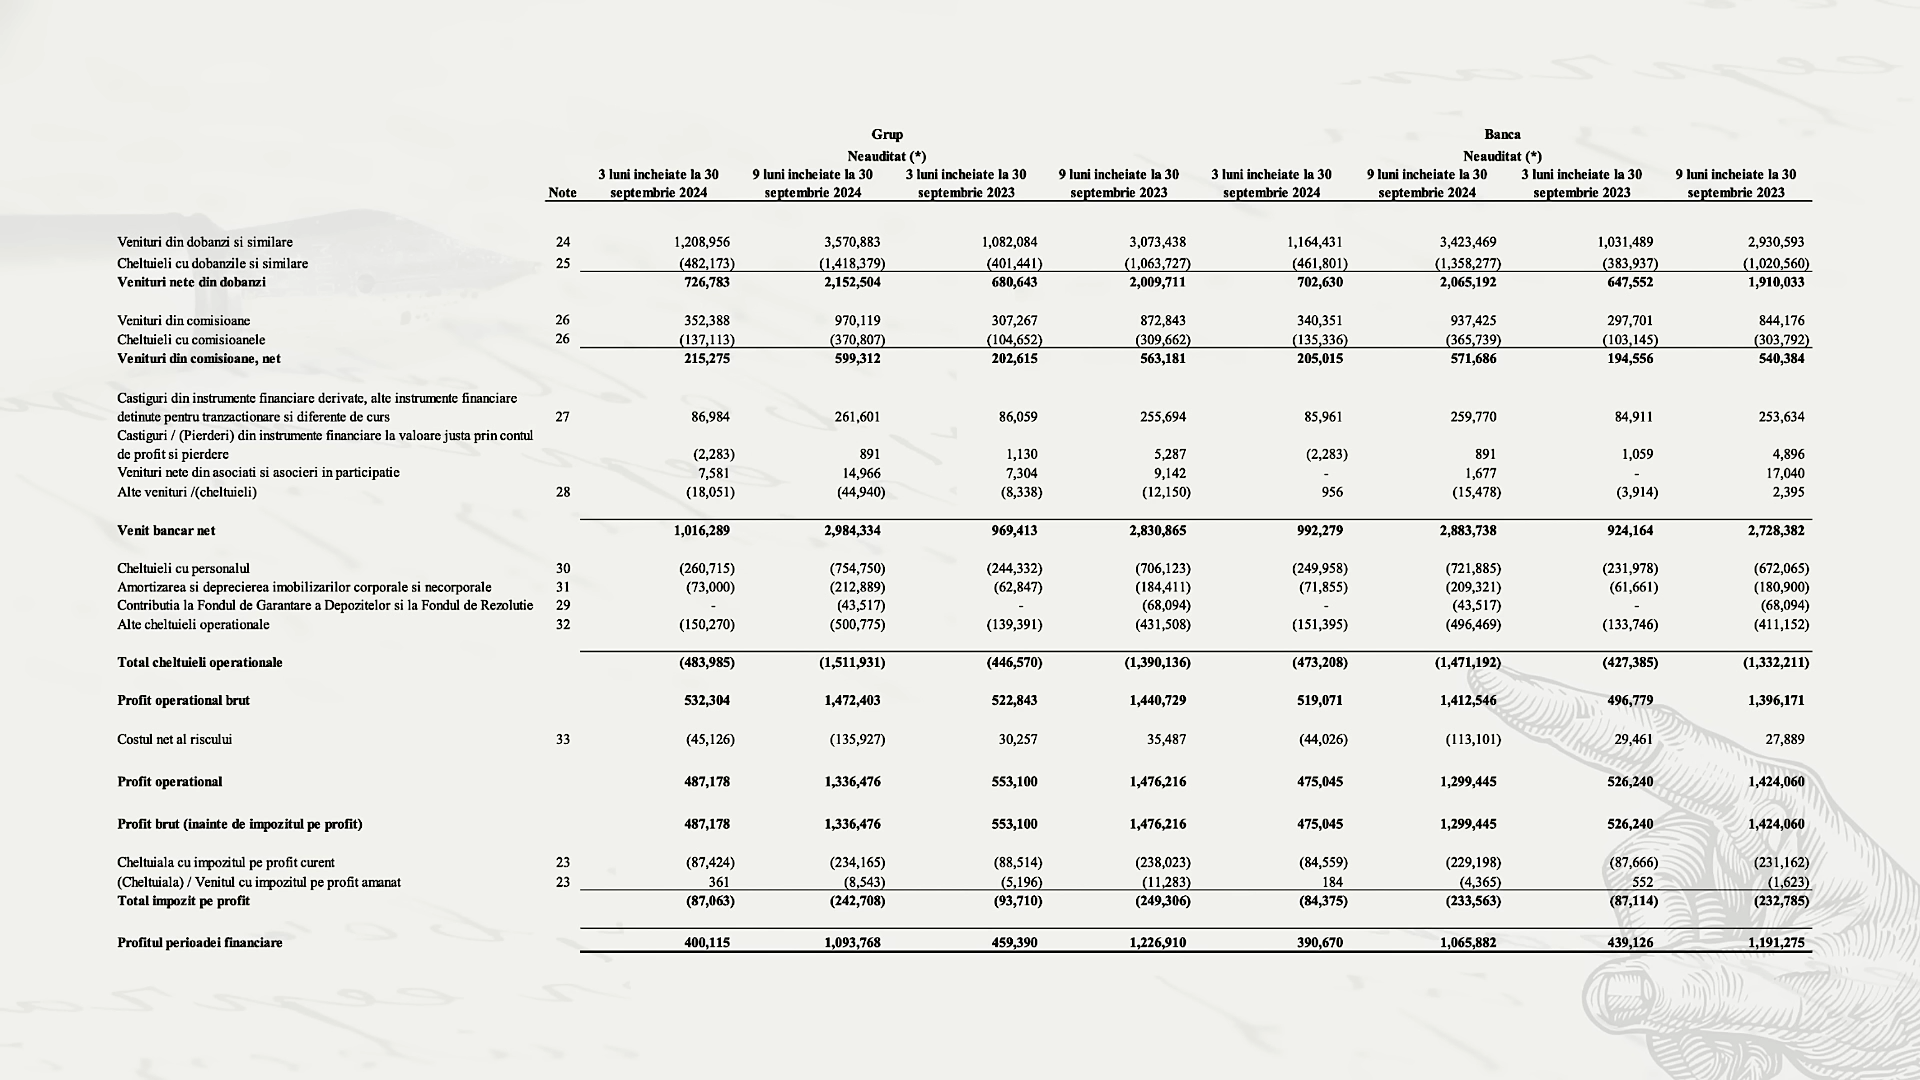 Grup Banca
Neauditat (*) Neauditat (*)
3 luni incheiate la 30 9 luni incheiate la 30 3 luni incheiate la 30 9 luni incheiate la 30 3 luni incheiate la 30 9 luni incheiate la 30 3 luni incheiate la 30 9 luni incheiate la 30
Note septembrie 2024 septembrie 2024 septembrie 2023 septembrie 2023 septembrie 2024 septembrie 2024 septembrie 2023 septembrie 2023
Venituri din dobanzi si similare 24 1,208,956 3,570,883 1,082,084 3,073,438 1,164,431 3,423,469 1,031,489 2,930,593
Cheltuieli cu dobanzile si similare 25 (482,173) (1,418,379) (401,441) (1,063,727) (461,801) (1,358,277) (383,937) (1,020,560)
Venituri nete din dobanzi 726,783 2,152,504 680,643 2,009,711 702,630 2,065,192 647,552 1,910,033
Venituri din comisioane 26 352,388 970,119 307,267 872,843 340,351 937,425 297,701 844,176
Cheltuieli cu comisioanele 26 (137,113) (370,807) (104,652) (309,662) (135,336) (365,739) (103,145) (303,792)
Venituri din comisioane, net 215,275 599,312 202,615 563,181 205,015 571,686 194,556 540,384
Castiguri din instrumente financiare derivate, alte instrumente financiare
detinute pentru tranzactionare si diferente de curs 27 86,984 261,601 86,059 255,694 85,961 259,770 84,911 253,634
Castiguri / (Pierderi) din instrumente financiare la valoare justa prin contul
de profit si pierdere (2,283) 891 1,130 5,287 (2,283) 891 1,059 4,896
Venituri nete din asociati si asocieri in participatie 7,581 14,966 7,304 9,142 - 1,677 - 17,040
Alte venituri /(cheltuieli) 28 (18,051) (44,940) (8,338) (12,150) 956 (15,478) (3,914) 2,395
Venit bancar net 1,016,289 2,984,334 969,413 2,830,865 992,279 2,883,738 924,164 2,728,382
Cheltuieli cu personalul 30 (260,715) (754,750) (244,332) (706,123) (249,958) (721,885) (231,978) (672,065)
Amortizarea si deprecierea imobilizarilor corporale si necorporale 31 (73,000) (212,889) (62,847) (184,411) (71,855) (209,321) (61,661) (180,900)
Contributia la Fondul de Garantare a Depozitelor si la Fondul de Rezolutie 29 - (43,517) - (68,094) - (43,517) - (68,094)
Alte cheltuieli operationale 32 (150,270) (500,775) (139,391) (431,508) (151,395) (496,469) (133,746) (411,152)
Total cheltuieli operationale (483,985) (1,511,931) (446,570) (1,390,136) (473,208) (1,471,192) (427,385) (1,332,211)
Profit operational brut 532,304 1,472,403 522,843 1,440,729 519,071 1,412,546 496,779 1,396,171
Costul net al riscului 33 (45,126) (135,927) 30,257 35,487 (44,026) (113,101) 29,461 27,889
Profit operational 487,178 1,336,476 553,100 1,476,216 475,045 1,299,445 526,240 1,424,060
Profit brut (inainte de impozitul pe profit) 487,178 1,336,476 553,100 1,476,216 475,045 1,299,445 526,240 1,424,060
Cheltuiala cu impozitul pe profit curent 23 (87,424) (234,165) (88,514) (238,023) (84,559) (229,198) (87,666) (231,162)
(Cheltuiala) / Venitul cu impozitul pe profit amanat 23 361 (8,543) (5,196) (11,283) 184 (4,365) 552 (1,623)
Total impozit pe profit (87,063) (242,708) (93,710) (249,306) (84,375) (233,563) (87,114) (232,785)
Profitul perioadei financiare 400,115 1,093,768 459,390 1,226,910 390,670 1,065,882 439,126 1,191,275